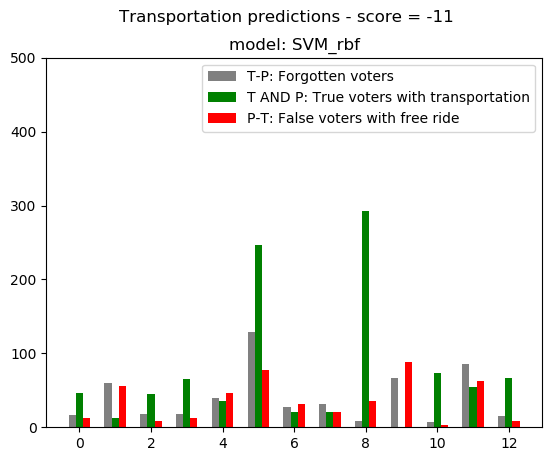 Transportation predictions - score = -11
model: SVM_rbf
500
T-P: Forgotten voters
T AND P: True voters with transportation
P-T: False voters with free ride
400
300
200
100
0
0 2 4 6 8 10 12